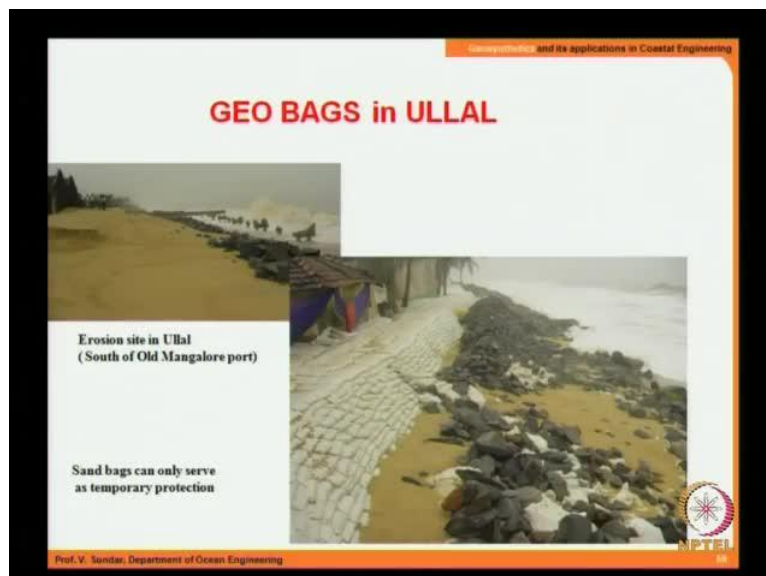 Geosynthetics and its applications in Coastal Engineering
GEO BAGS in ULLAL
Erosion site in Ullal
( South of Old Mangalore port)
Sand bags can only serve
as temporary protection
NPTEL
Prof. V. Sundar, Department of Ocean Engineering